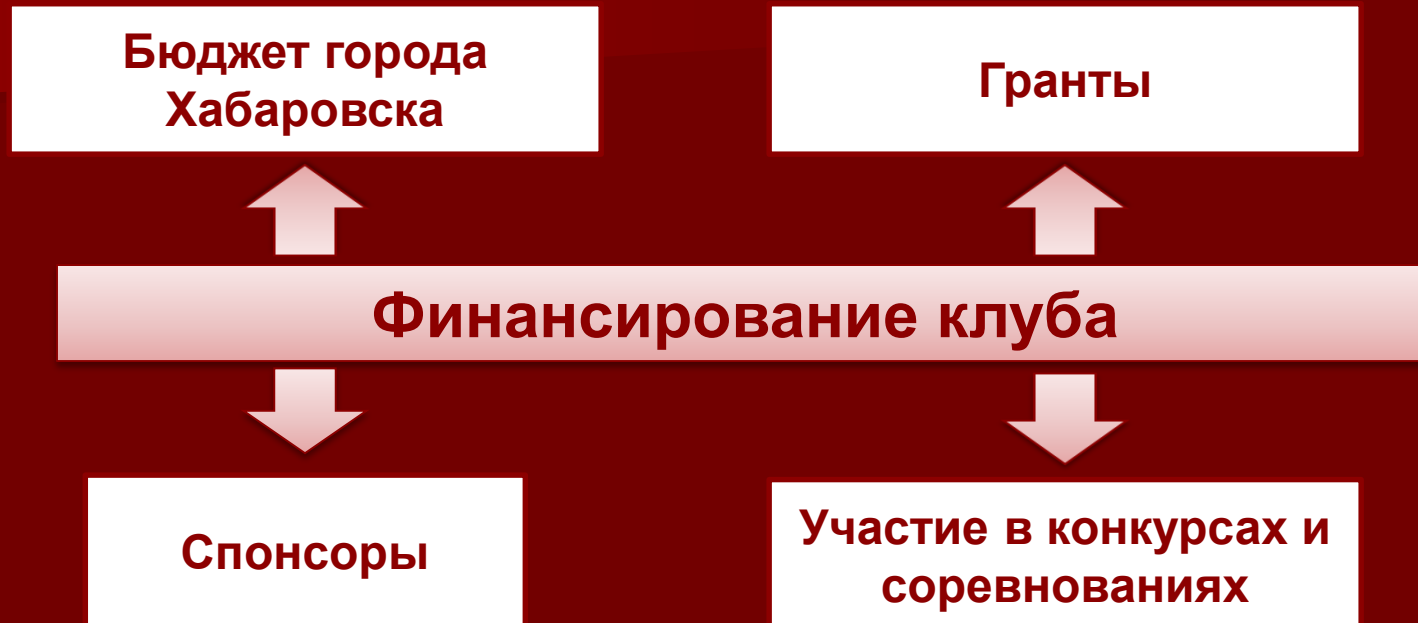 Бюджет города
Хабаровска
Гранты
Финансирование клуба
Спонсоры
Участие в конкурсах и
соревнованиях